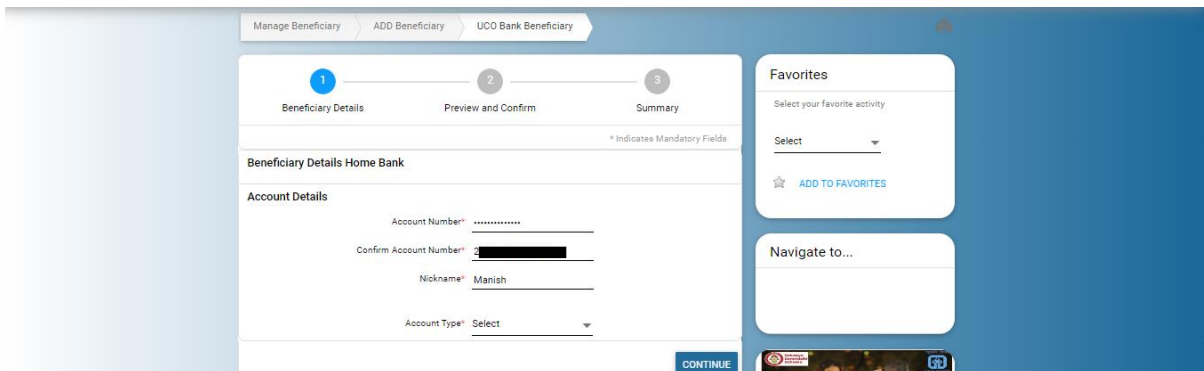 Manage Beneficiary
ADD Beneficiary
UCO Bank Beneficiary
1
2
3
Beneficiary Details
Preview and Confirm
Summary
* Indicates Mandatory Fields
Beneficiary Details Home Bank
Account Details
Account Number* ··············
Confirm Account Number* 2
Nickname* Manish
Account Type* Select
CONTINUE
Favorites
Select your favorite activity
Select
ADD TO FAVORITES
Navigate to...